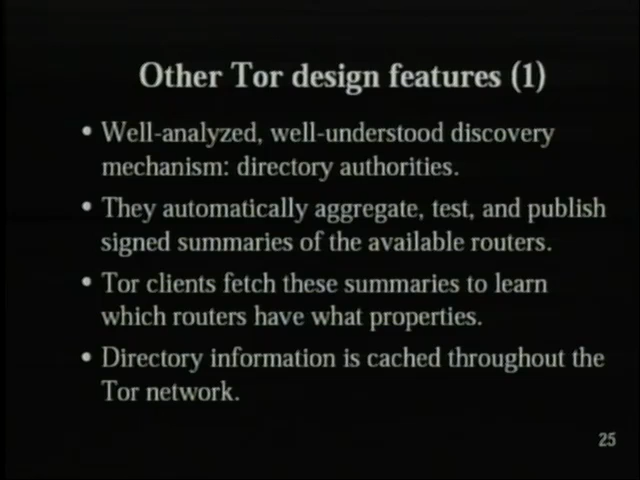 Other Tor design features (1)
• Well-analyzed, well-understood discovery
mechanism: directory authorities.
• They automatically aggregate, test, and publish
signed summaries of the available routers.
• Tor clients fetch these summaries to learn
which routers have what properties.
• Directory information is cached throughout the
Tor network.
25